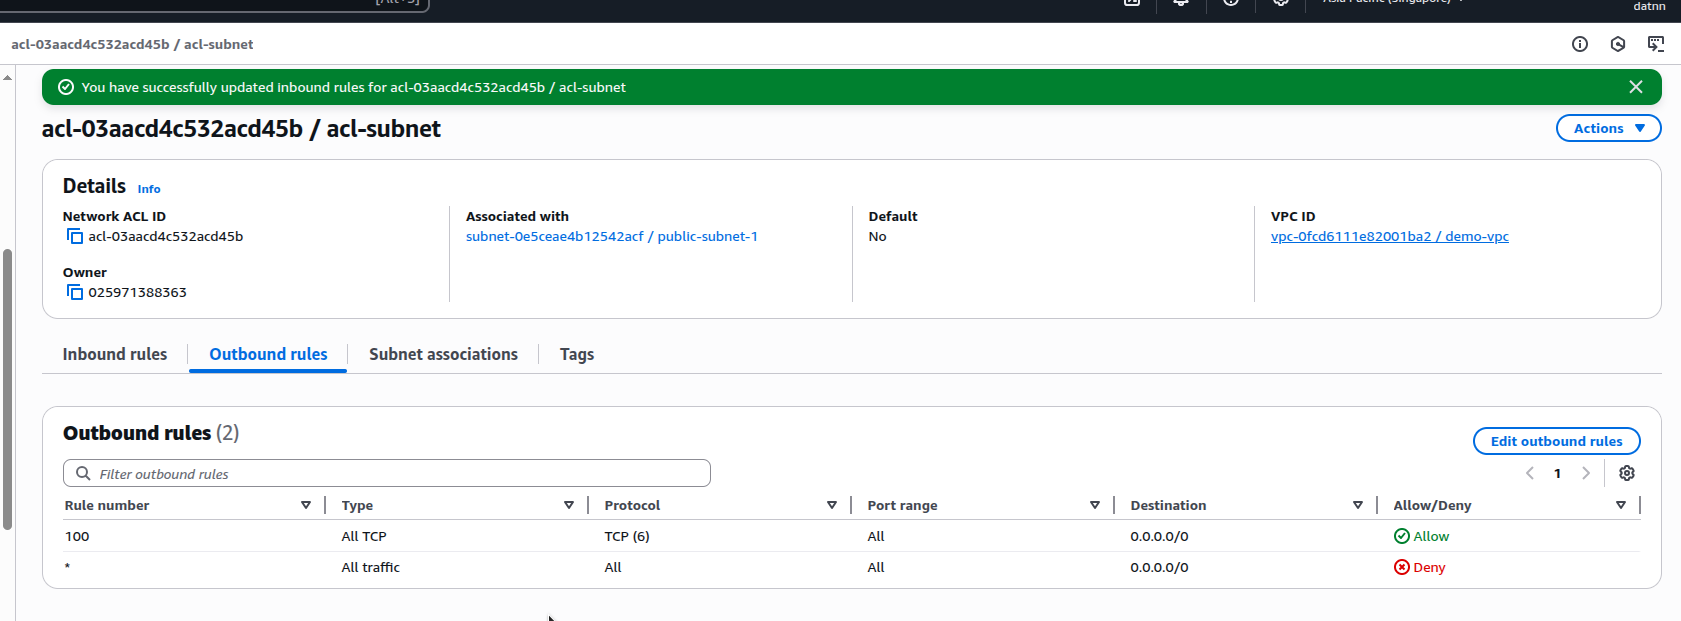 [Alt+S]
Asia Pacific (Singapore)
datnn
acl-03aacd4c532acd45b / acl-subnet
You have successfully updated inbound rules for acl-03aacd4c532acd45b / acl-subnet
acl-03aacd4c532acd45b / acl-subnet
Actions
Details Info
Network ACL ID
acl-03aacd4c532acd45b
Associated with
subnet-0e5ceae4b12542acf / public-subnet-1
Default
No
VPC ID
vpc-0fcd6111e82001ba2 / demo-vpc
Owner
025971388363
Inbound rules Outbound rules Subnet associations Tags
Outbound rules (2)
Edit outbound rules
Filter outbound rules
1
Rule number Type Protocol Port range Destination Allow/Deny
100 All TCP TCP (6) All 0.0.0.0/0 Allow
* All traffic All All 0.0.0.0/0 Deny